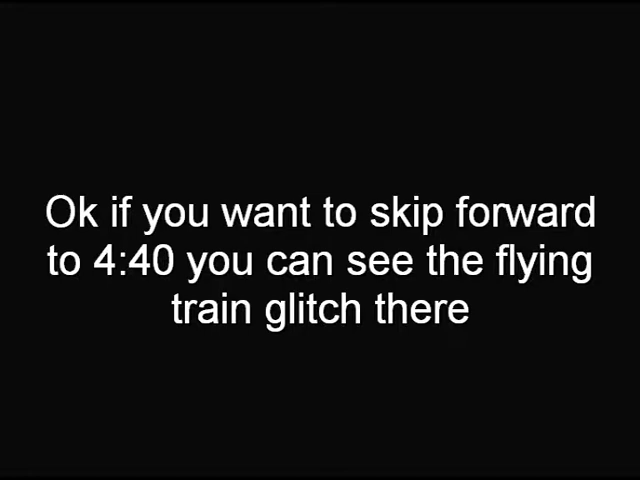 Ok if you want to skip forward
to 4:40 you can see the flying
train glitch there